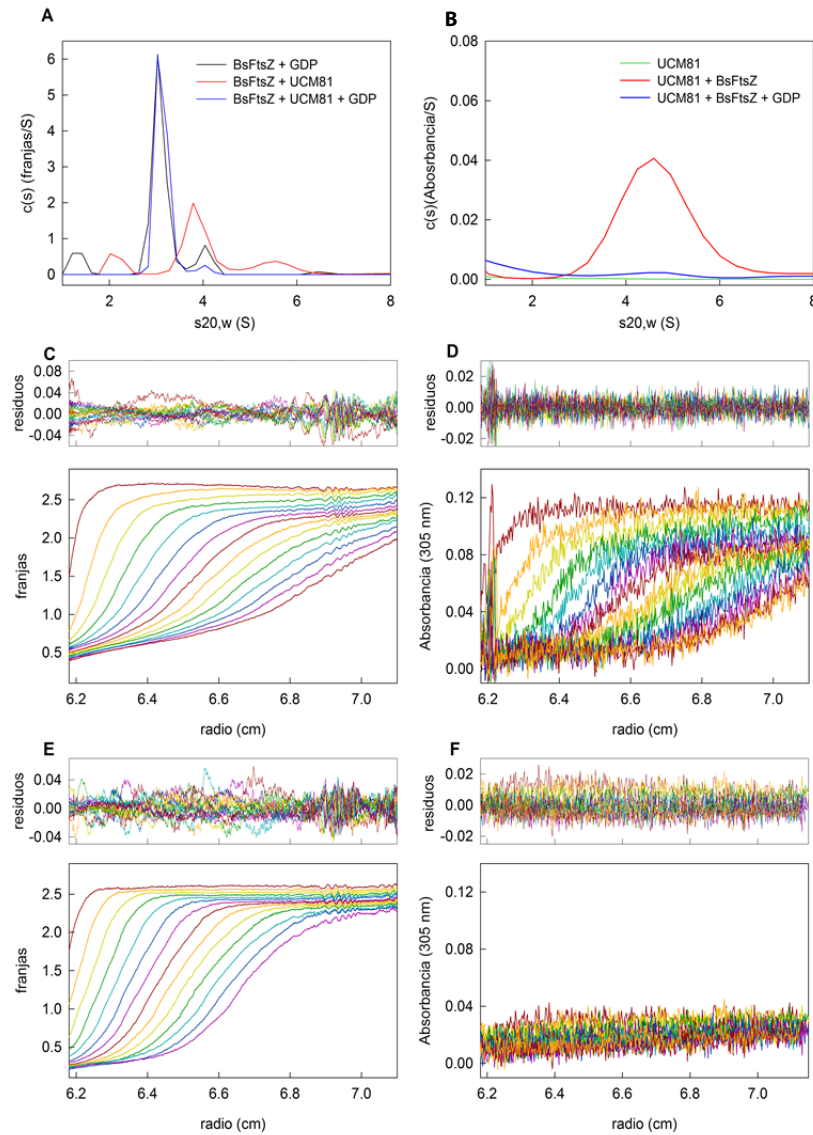 A
BsFtsZ + GDP
BsFtsZ + UCM81
BsFtsZ + UCM81 + GDP
c(s) (franjas/S)
6
5
4
3
2
1
0
2 4 6 8
s20,w (S)
B
UCM81
UCM81 + BsFtsZ
UCM81 + BsFtsZ + GDP
c(s)(Abosrbancia/S)
0.08
0.06
0.04
0.02
0.00
2 4 6 8
s20,w (S)
C
residuos
0.04
0.00
-0.04
franjas
2.5
2.0
1.5
1.0
0.5
6.2 6.4 6.6 6.8 7.0
radio (cm)
D
residuos
0.02
0.00
-0.02
Absorbancia (305 nm)
0.12
0.08
0.04
0.00
6.2 6.4 6.6 6.8 7.0
radio (cm)
E
residuos
0.04
0.00
-0.04
franjas
2.5
2.0
1.5
1.0
0.5
6.2 6.4 6.6 6.8 7.0
radio (cm)
F
residuos
0.02
0.00
-0.02
Absorbancia (305 nm)
0.12
0.08
0.04
0.00
6.2 6.4 6.6 6.8 7.0
radio (cm)